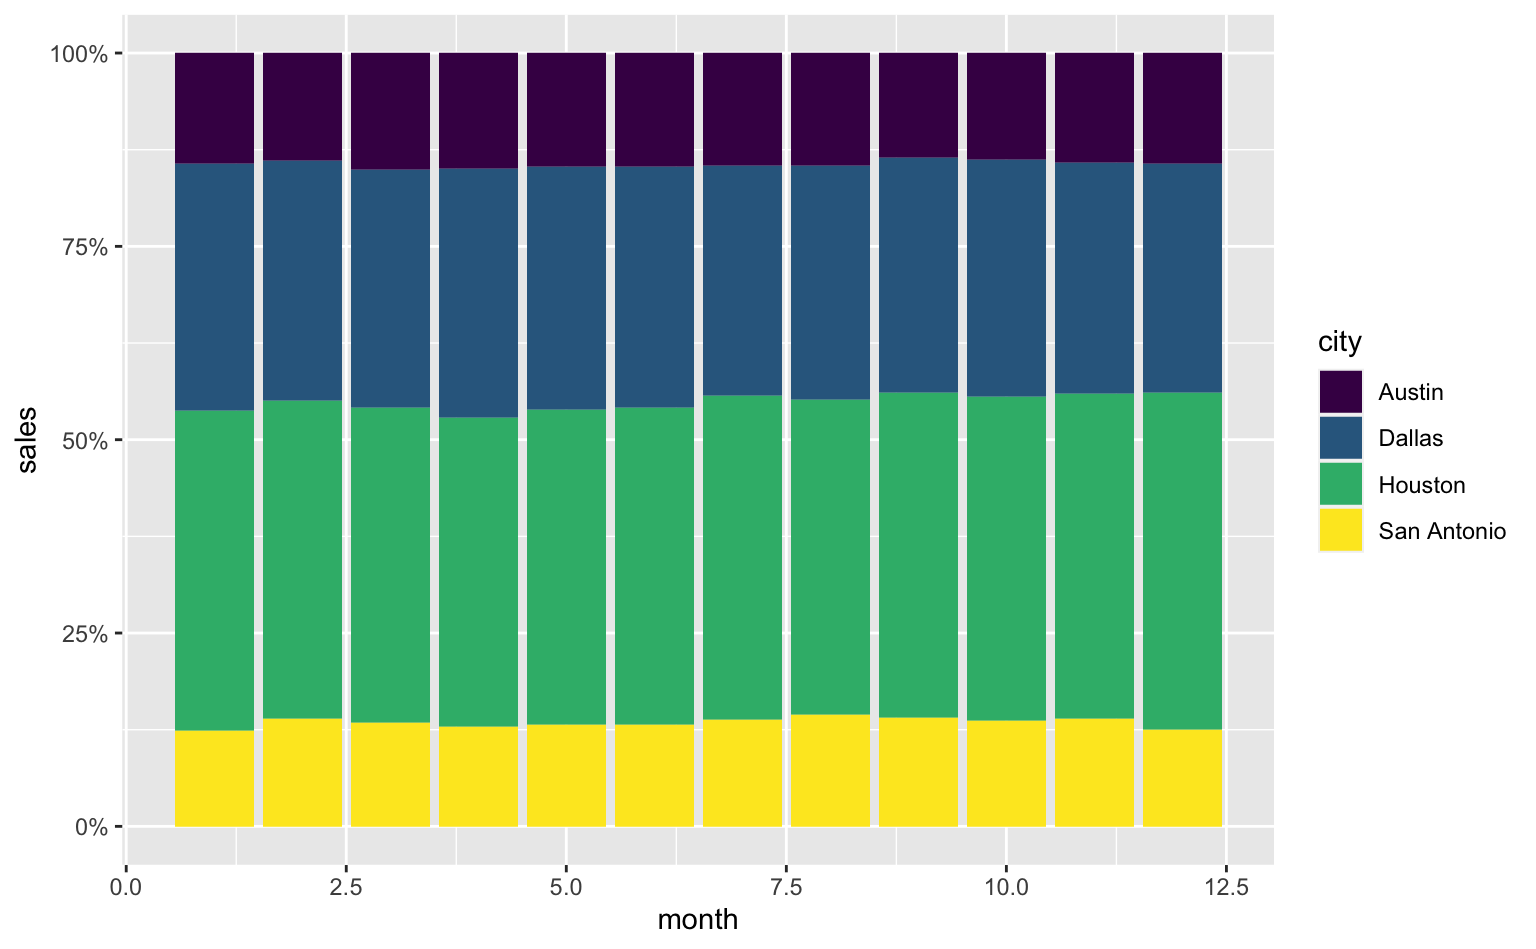 100%
75%
50%
25%
0%
sales
0.0 2.5 5.0 7.5 10.0 12.5
month
city
Austin
Dallas
Houston
San Antonio